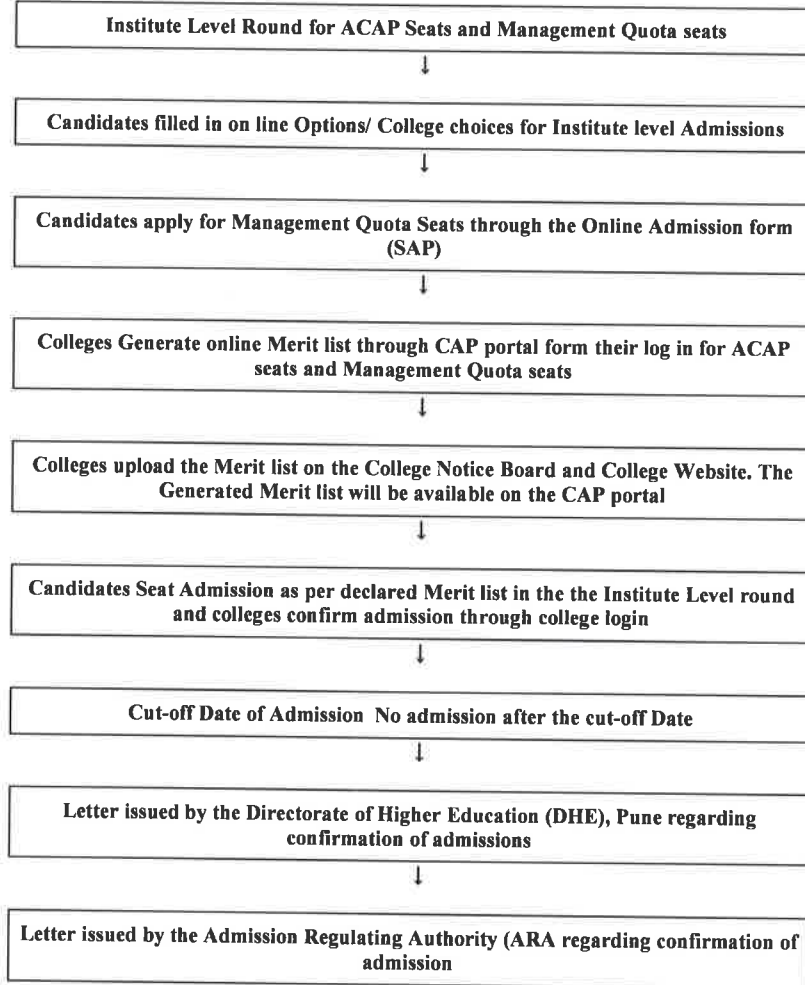 Institute Level Round for ACAP Seats and Management Quota seats
↓
Candidates filled in on line Options/ College choices for Institute level Admissions
↓
Candidates apply for Management Quota Seats through the Online Admission form
(SAP)
↓
Colleges Generate online Merit list through CAP portal form their log in for ACAP
seats and Management Quota seats
↓
Colleges upload the Merit list on the College Notice Board and College Website. The
Generated Merit list will be available on the CAP portal
↓
Candidates Seat Admission as per declared Merit list in the the Institute Level round
and colleges confirm admission through college login
↓
Cut-off Date of Admission No admission after the cut-off Date
↓
Letter issued by the Directorate of Higher Education (DHE), Pune regarding
confirmation of admissions
↓
Letter issued by the Admission Regulating Authority (ARA regarding confirmation of
admission